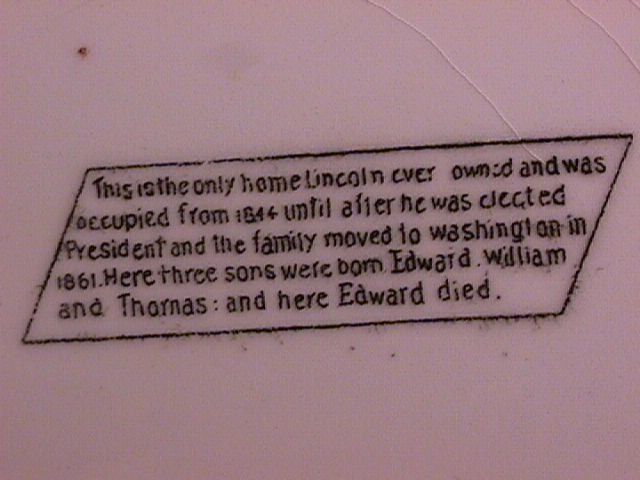 This is the only home Lincoln ever owned and was
occupied from 1844 until after he was elected
President and the family moved to washington in
1861. Here three sons were born Edward. William
and Thomas: and here Edward died.